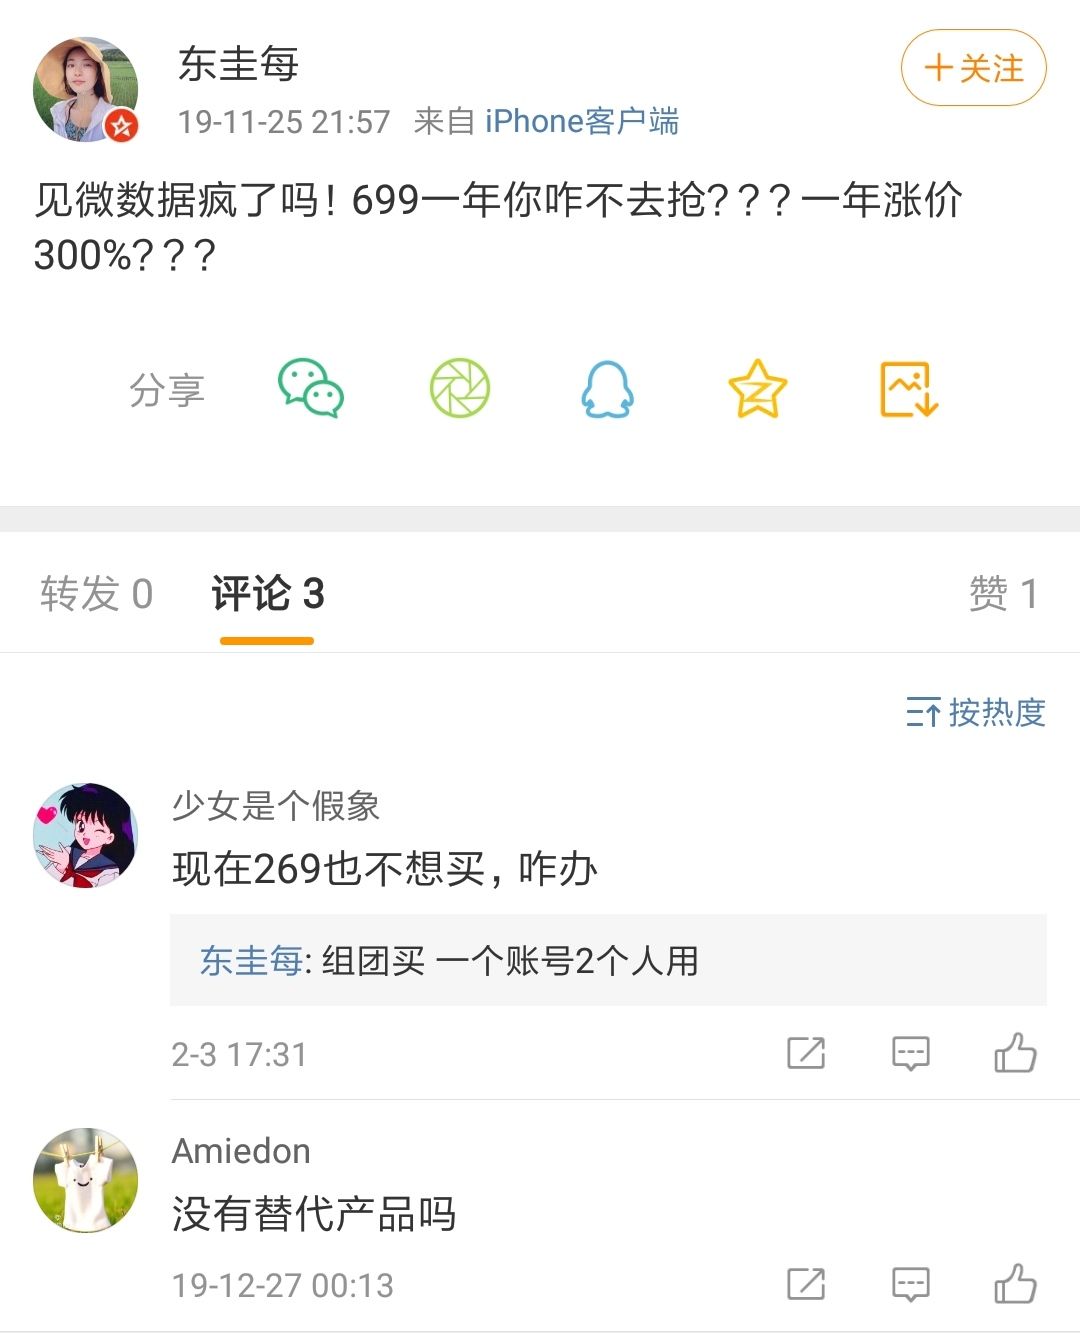 东圭每
19-11-25 21:57 来自 iPhone客户端
+关注
见微数据疯了吗！699一年你咋不去抢？？？一年涨价
300%？？？
分享
转发 0 评论 3 赞 1
按热度
少女是个假象
现在269也不想买，咋办
东圭每: 组团买 一个账号2个人用
2-3 17:31
Amiedon
没有替代产品吗
19-12-27 00:13